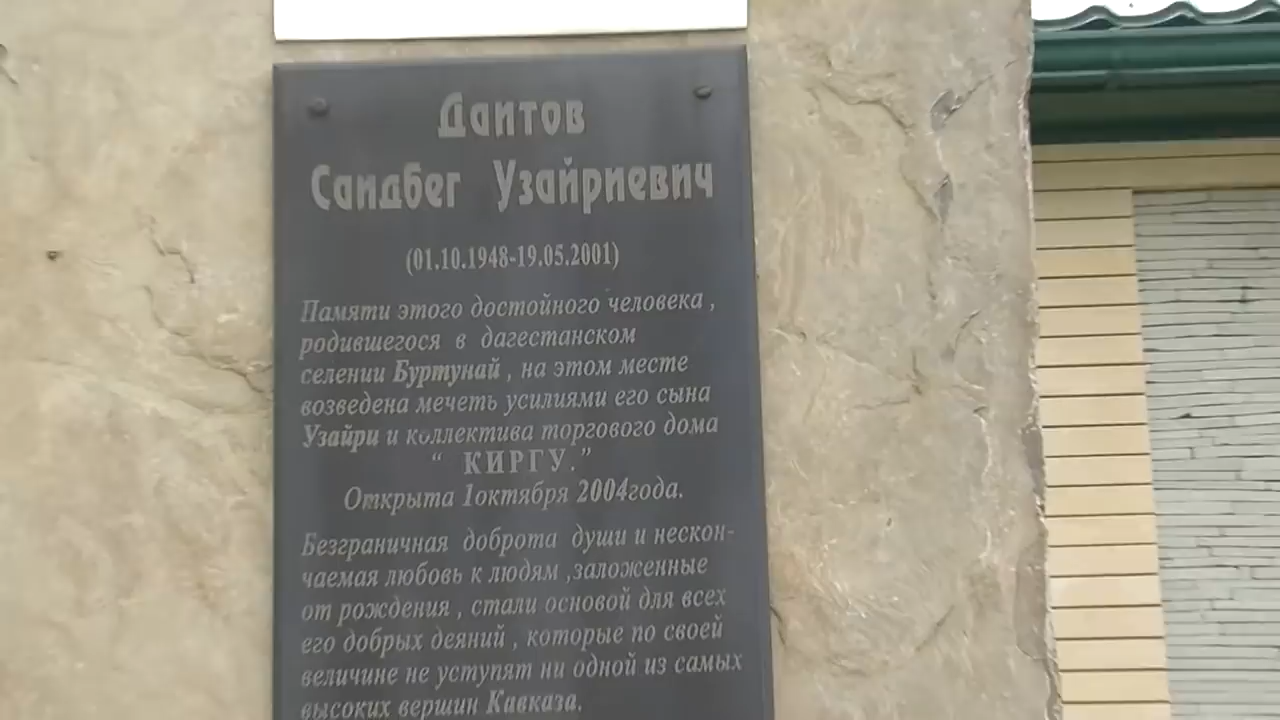 Даитов
Саидбег Узайриевич
(01.10.1948-19.05.2001)
Памяти этого достойного человека ,
родившегося в дагестанском
селении Буртунай , на этом месте
возведена мечеть усилиями его сына
Узайри и коллектива торгового дома
“ КИРГУ.”
Открыта 1октября 2004года.
Безграничная доброта души и нескон-
чаемая любовь к людям ,заложенные
от рождения , стали основой для всех
его добрых деяний , которые по своей
величине не уступят ни одной из самых
высоких вершин Кавказа.